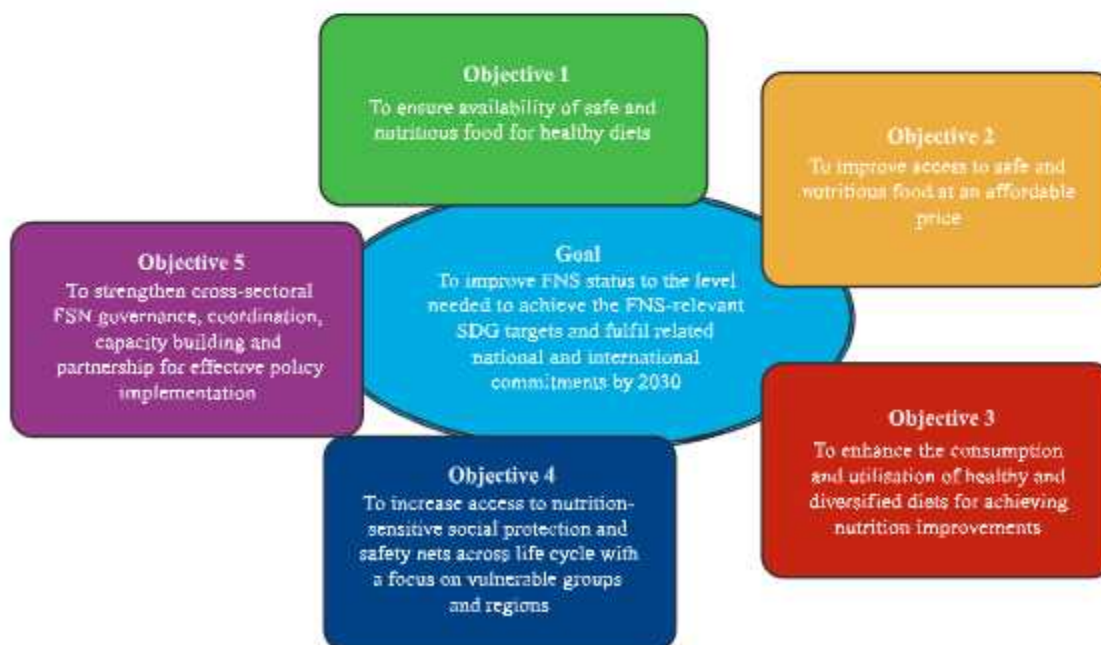 Objective 1
To ensure availability of safe and
nutritious food for healthy diets
Objective 2
To improve access to safe and
nutritious food at an affordable
price
Goal
To improve FNS status to the level
needed to achieve the FNS-relevant
SDG targets and fulfil related
national and international
commitments by 2030
Objective 5
To strengthen cross-sectoral
FSN governance, coordination,
capacity building and
partnership for effective policy
implementation
Objective 3
To enhance the consumption
and utilisation of healthy and
diversified diets for achieving
nutrition improvements
Objective 4
To increase access to nutrition-
sensitive social protection and
safety nets across life cycle with
a focus on vulnerable groups
and regions